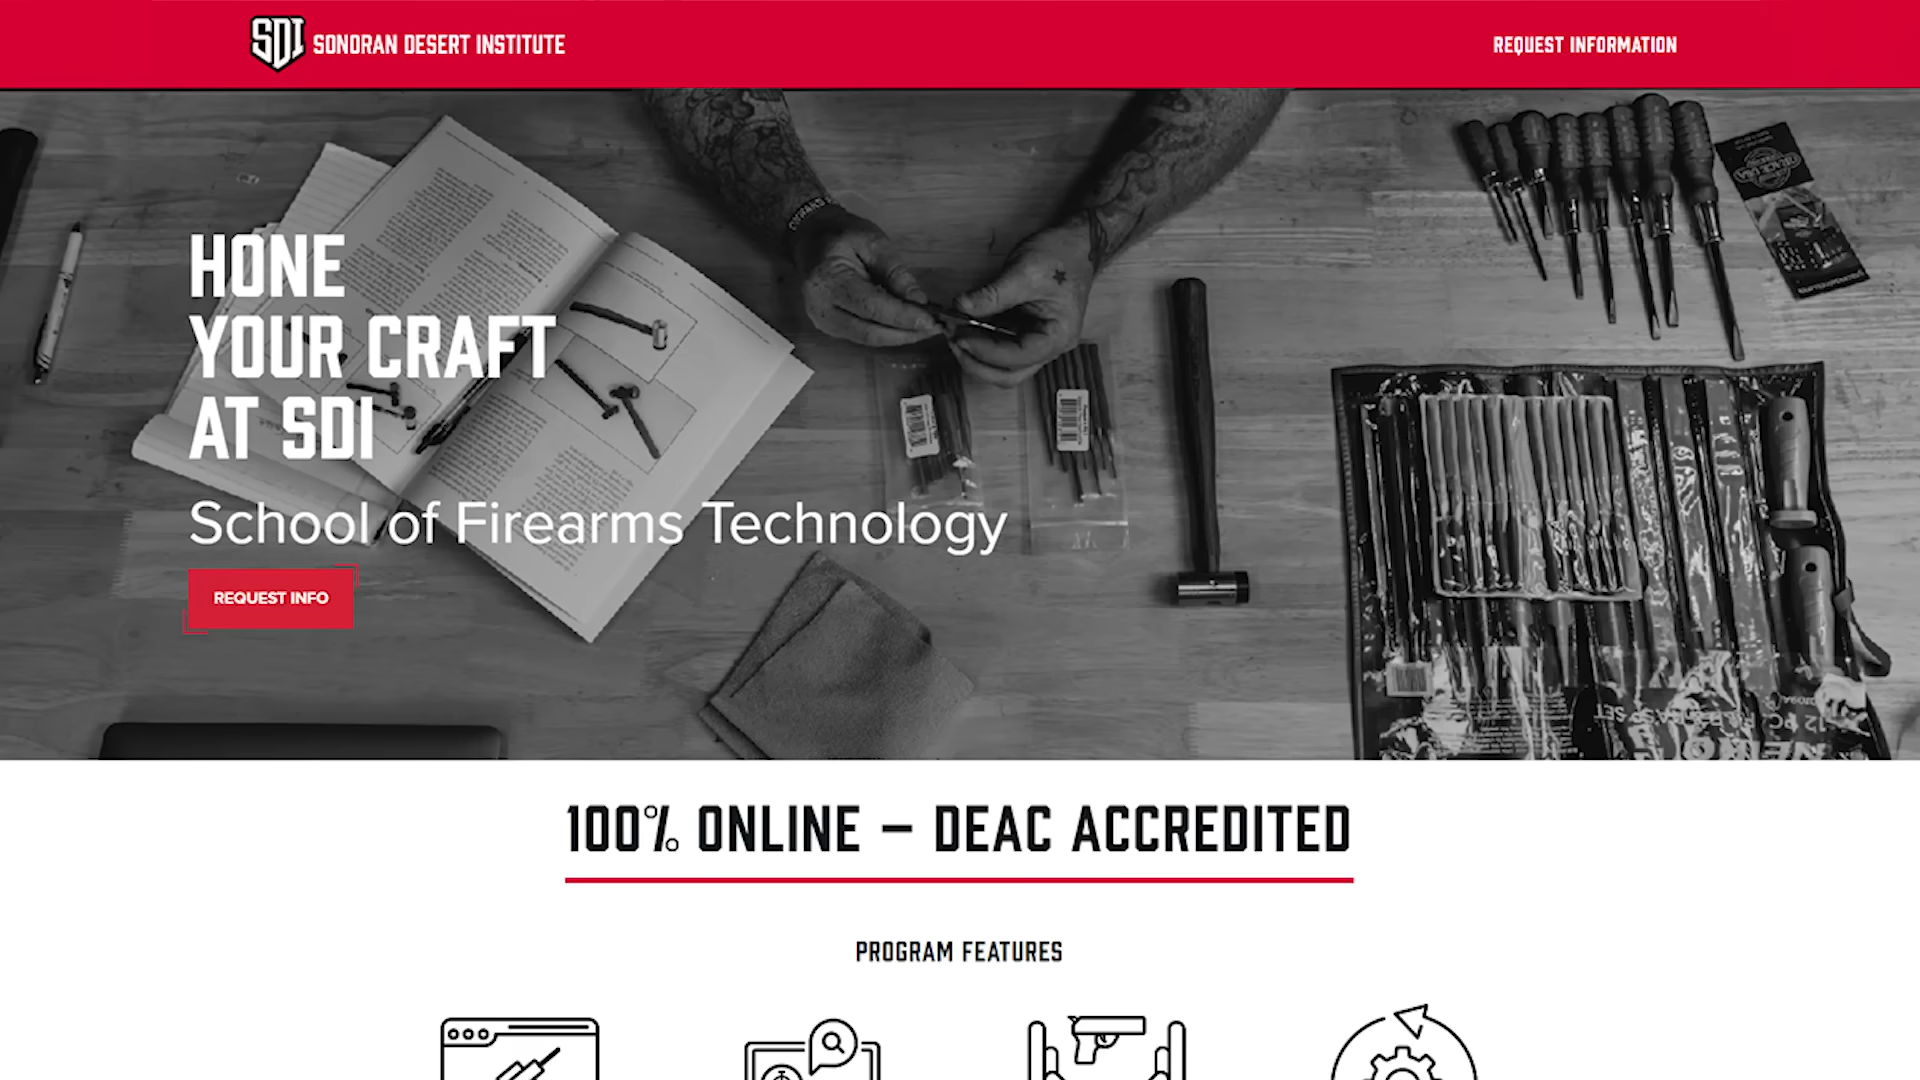 SDI SONORAN DESERT INSTITUTE
REQUEST INFORMATION
HONE
YOUR CRAFT
AT SDI
School of Firearms Technology
REQUEST INFO
100% ONLINE – DEAC ACCREDITED
PROGRAM FEATURES